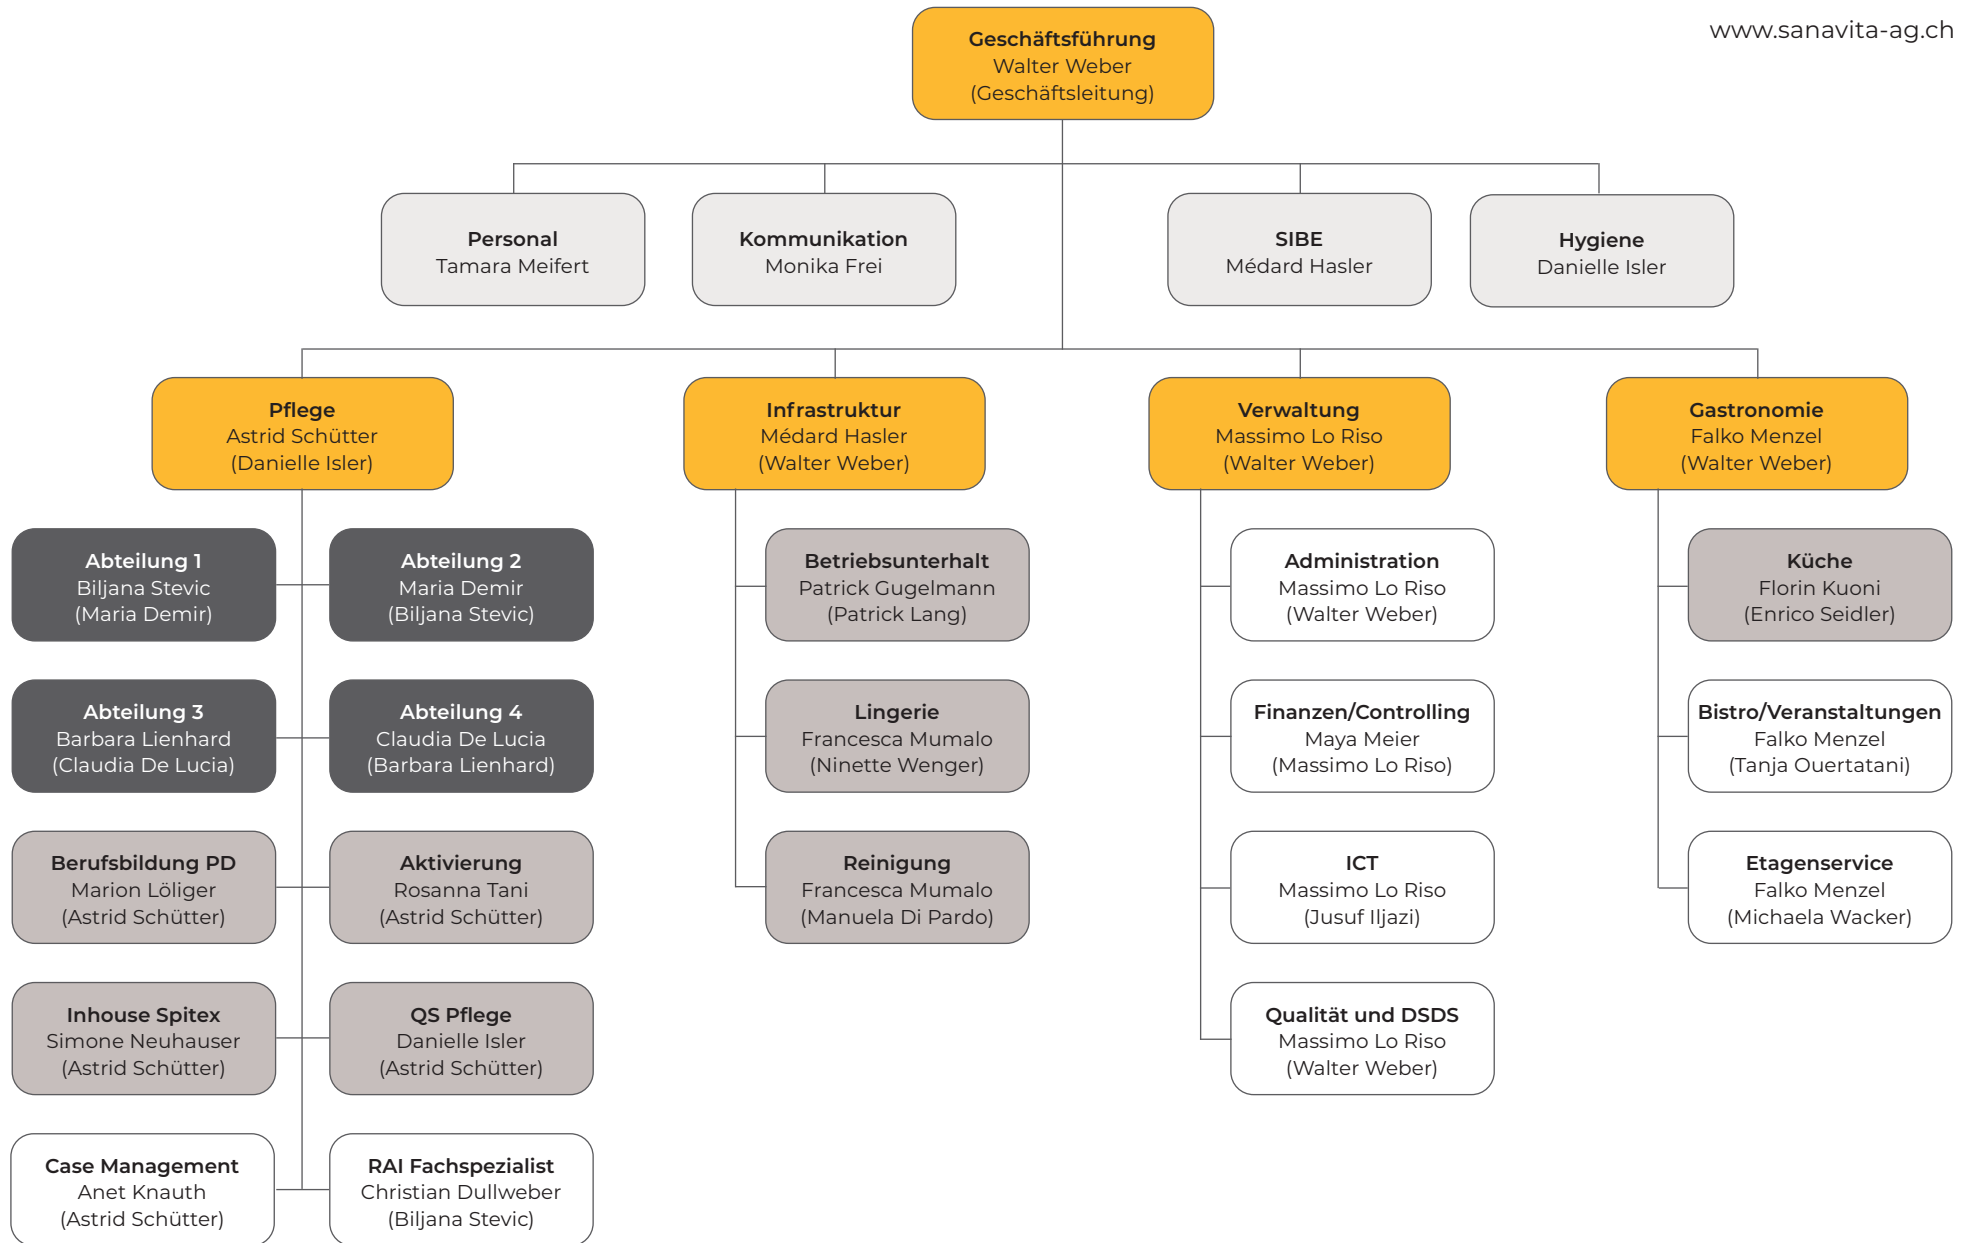 www.sanavita-ag.ch
Geschäftsführung
Walter Weber
(Geschäftsleitung)
Personal
Tamara Meifert
Kommunikation
Monika Frei
SIBE
Médard Hasler
Hygiene
Danielle Isler
Pflege
Astrid Schütter
(Danielle Isler)
Infrastruktur
Médard Hasler
(Walter Weber)
Verwaltung
Massimo Lo Riso
(Walter Weber)
Gastronomie
Falko Menzel
(Walter Weber)
Abteilung 1
Biljana Stevic
(Maria Demir)
Abteilung 2
Maria Demir
(Biljana Stevic)
Betriebsunterhalt
Patrick Gugelmann
(Patrick Lang)
Administration
Massimo Lo Riso
(Walter Weber)
Küche
Florin Kuoni
(Enrico Seidler)
Abteilung 3
Barbara Lienhard
(Claudia De Lucia)
Abteilung 4
Claudia De Lucia
(Barbara Lienhard)
Lingerie
Francesca Mumalo
(Ninette Wenger)
Finanzen/Controlling
Maya Meier
(Massimo Lo Riso)
Bistro/Veranstaltungen
Falko Menzel
(Tanja Ouertatani)
Berufsbildung PD
Marion Löliger
(Astrid Schütter)
Aktivierung
Rosanna Tani
(Astrid Schütter)
Reinigung
Francesca Mumalo
(Manuela Di Pardo)
ICT
Massimo Lo Riso
(Jusuf Iljazi)
Etagenservice
Falko Menzel
(Michaela Wacker)
Inhouse Spitex
Simone Neuhauser
(Astrid Schütter)
QS Pflege
Danielle Isler
(Astrid Schütter)
Qualität und DSDS
Massimo Lo Riso
(Walter Weber)
Case Management
Anet Knauth
(Astrid Schütter)
RAI Fachspezialist
Christian Dullweber
(Biljana Stevic)